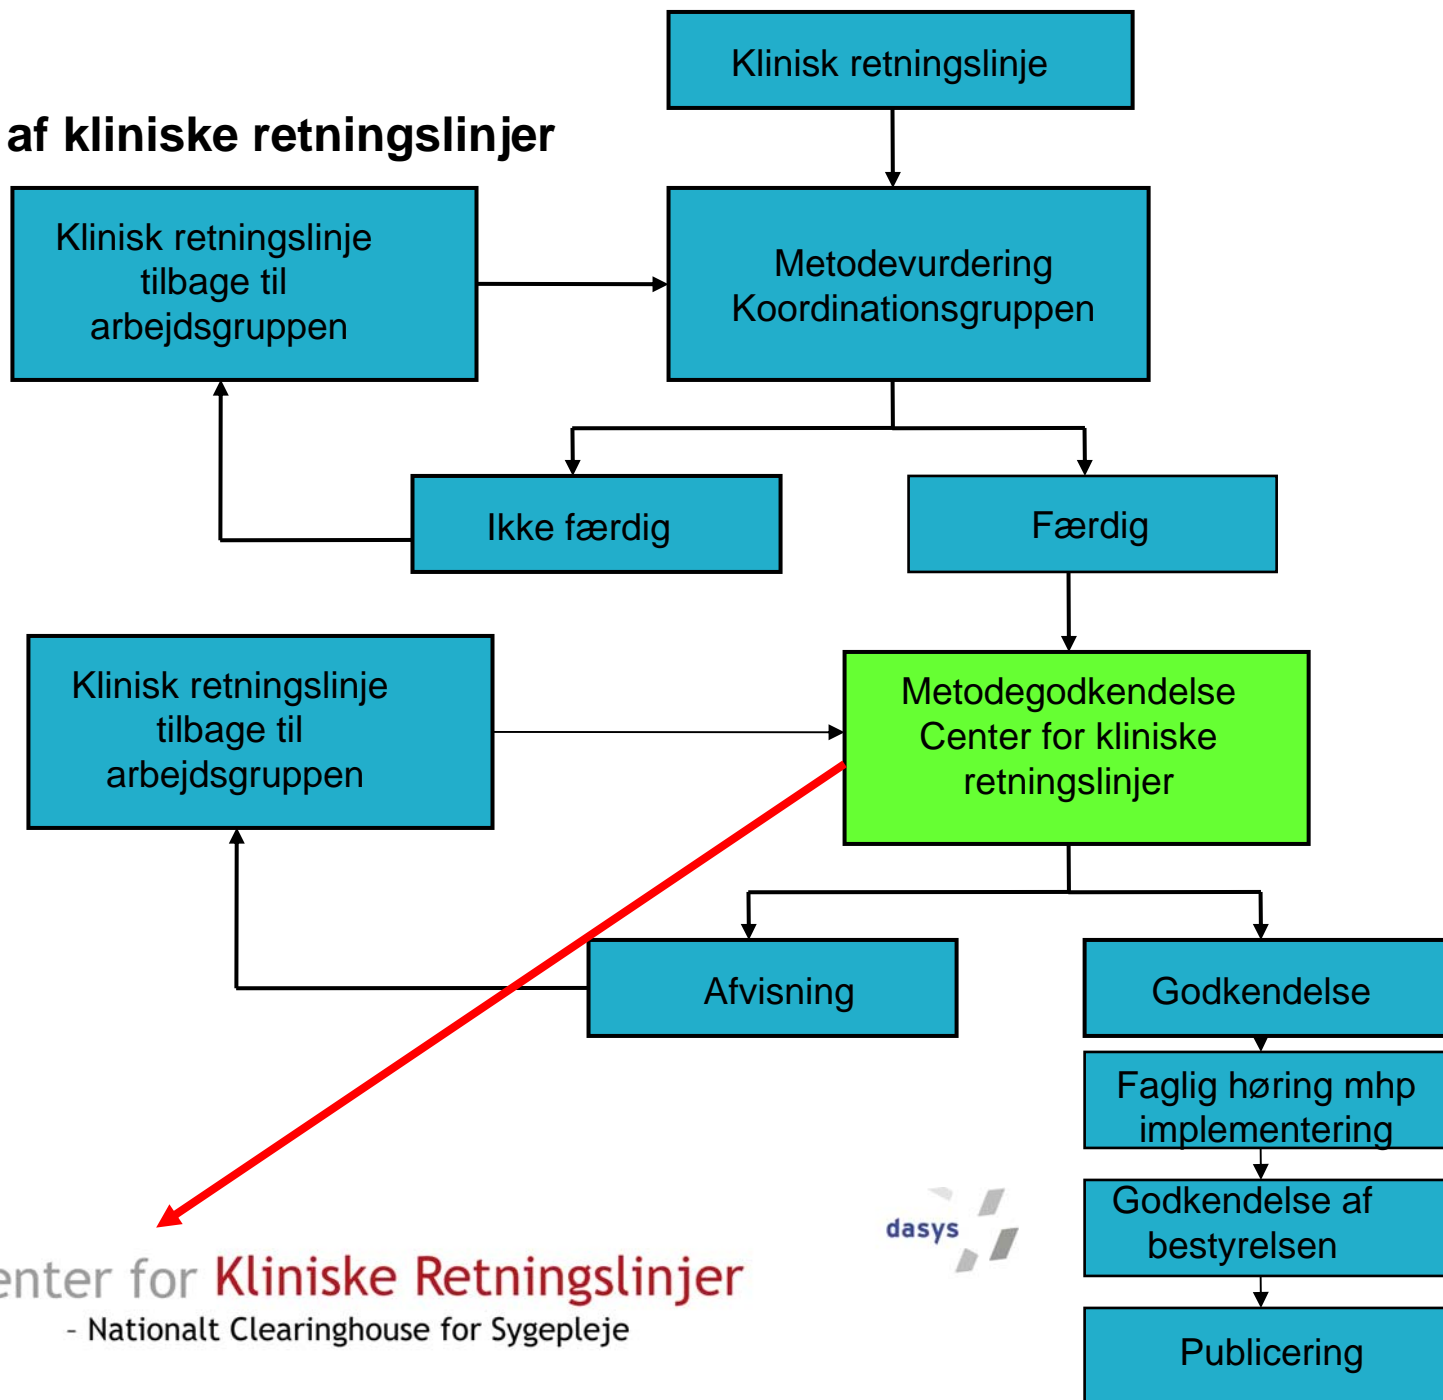 Klinisk retningslinje
af kliniske retningslinjer
Klinisk retningslinje
tilbage til
arbejdsgruppen
Metodevurdering
Koordinationsgruppen
Ikke færdig
Færdig
Klinisk retningslinje
tilbage til
arbejdsgruppen
Metodegodkendelse
Center for kliniske
retningslinjer
Afvisning
Godkendelse
Faglig høring mhp
implementering
Godkendelse af
bestyrelsen
Publicering
dasys
enter for Kliniske Retningslinjer
- Nationalt Clearinghouse for Sygepleje